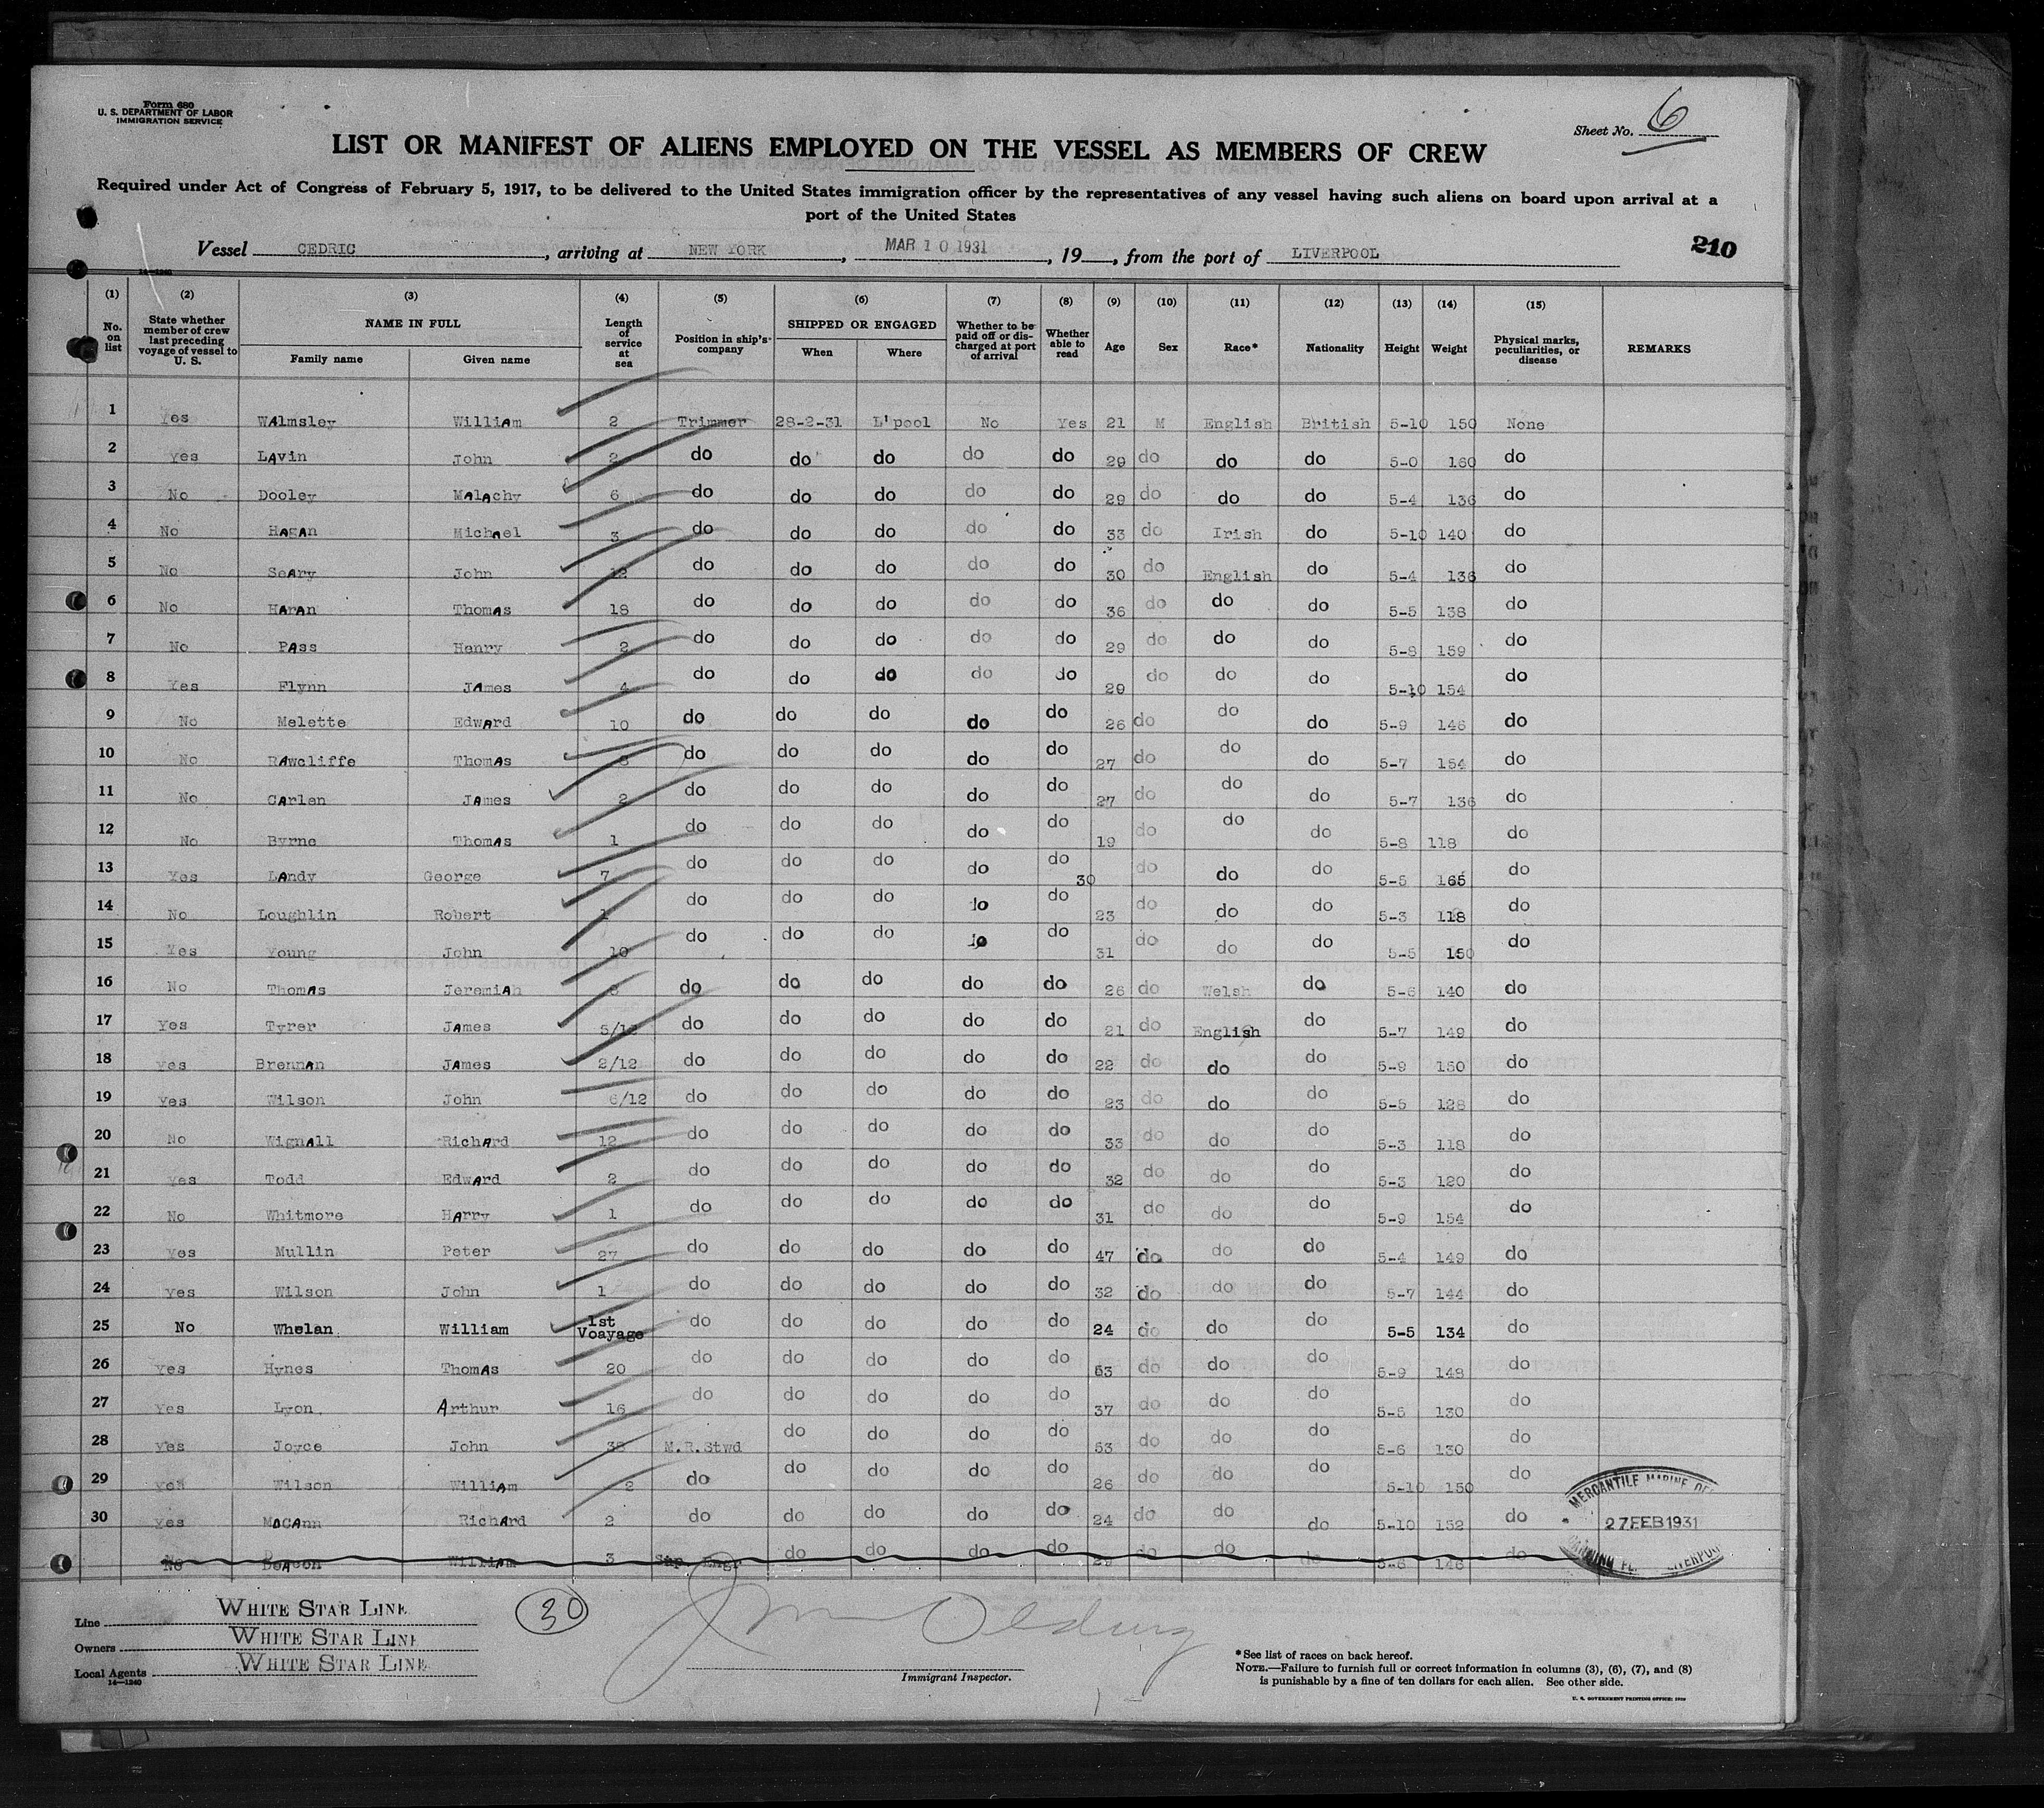 Form 680
U. S. DEPARTMENT OF LABOR
IMMIGRATION SERVICE
Sheet No. 6
LIST OR MANIFEST OF ALIENS EMPLOYED ON THE VESSEL AS MEMBERS OF CREW
Required under Act of Congress of February 5, 1917, to be delivered to the United States immigration officer by the representatives of any vessel having such aliens on board upon arrival at a
port of the United States
Vessel CEDRIC, arriving at NEW YORK, MAR 10 1931, 19 , from the port of LIVERPOOL
210
14—1240
(1) (2) (3) (4) (5) (6) (7) (8) (9) (10) (11) (12) (13) (14) (15)
No. on list State whether member of crew last preceding voyage of vessel to U. S. NAME IN FULL Family name Given name Length of service at sea Position in ship's company SHIPPED OR ENGAGED When Where Whether to be paid off or discharged at port of arrival Whether able to read Age Sex Race* Nationality Height Weight Physical marks, peculiarities, or disease REMARKS
1 Yes Walmsley William 2 Trimmer 28-2-31 L'pool No Yes 21 M English British 5-10 150 None
2 Yes Lavin John 2 do do do do do 29 do do do 5-0 160 do
3 No Dooley Malachy 6 do do do do do 29 do do do 5-4 136 do
4 No Hagan Michael 3 do do do do do 33 do Irish do 5-10 140 do
5 No Seary John 12 do do do do do 30 do English do 5-4 136 do
6 No Haran Thomas 18 do do do do do 36 do do do 5-5 138 do
7 No Pass Henry 2 do do do do do 29 do do do 5-8 159 do
8 Yes Flynn James 4 do do do do do 29 do do do 5-10 154 do
9 No Melette Edward 10 do do do do do 26 do do do 5-9 146 do
10 No Rawcliffe Thomas do do do do do 27 do do do 5-7 154 do
11 No Carlen James 2 do do do do do 27 do do do 5-7 136 do
12 No Byrne Thomas 1 do do do do do 19 do do do 5-8 118 do
13 Yes Landy George 7 do do do do do 30 do do do 5-5 165 do
14 No Loughlin Robert 1 do do do do do 23 do do do 5-3 118 do
15 Yes Young John 10 do do do do do 31 do do do 5-5 150 do
16 No Thomas Jeremiah do do do do do 26 do Welsh do 5-6 140 do
17 Yes Tyrer James 5/12 do do do do do 21 do English do 5-7 149 do
18 Yes Brennan James 2/12 do do do do do 22 do do do 5-9 150 do
19 Yes Wilson John 6/12 do do do do do 23 do do do 5-5 128 do
20 No Wignall Richard 12 do do do do do 33 do do do 5-3 118 do
21 Yes Todd Edward 2 do do do do do 32 do do do 5-3 120 do
22 No Whitmore Harry 1 do do do do do 31 do do do 5-9 154 do
23 Yes Mullin Peter 27 do do do do do 47 do do do 5-4 149 do
24 Yes Wilson John 1 do do do do do 32 do do do 5-7 144 do
25 No Whelan William 1st Voayage do do do do do 24 do do do 5-5 134 do
26 Yes Hynes Thomas 20 do do do do do 53 do do do 5-9 148 do
27 Yes Lyon Arthur 16 do do do do do 37 do do do 5-5 130 do
28 Yes Joyce John 38 M.R.Stwd do do do do 53 do do do 5-6 130 do
29 Yes Wilson William 2 do do do do do 26 do do do 5-10 150 do
30 Yes McCann Richard 2 do do do do do 24 do do do 5-10 152 do
No Deacon William 3 Sup. Engr do do do do 29 do do do 5-8 146 do
MERCANTILE MARINE
27 FEB 1931
LIVERPOOL
Line WHITE STAR LINE
Owners WHITE STAR LINE
Local Agents WHITE STAR LINE
14—1240
30
Immigrant Inspector.
*See list of races on back hereof.
NOTE.—Failure to furnish full or correct information in columns (3), (6), (7), and (8)
is punishable by a fine of ten dollars for each alien. See other side.